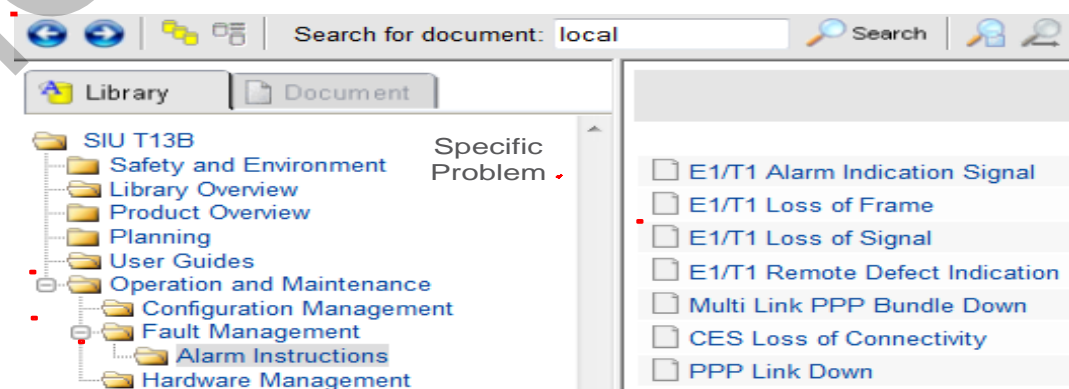 Search for document: local Search
Library Document
SIU T13B
Safety and Environment
Library Overview
Product Overview
Planning
User Guides
Operation and Maintenance
Configuration Management
Fault Management
Alarm Instructions
Hardware Management
Specific
Problem
E1/T1 Alarm Indication Signal
E1/T1 Loss of Frame
E1/T1 Loss of Signal
E1/T1 Remote Defect Indication
Multi Link PPP Bundle Down
CES Loss of Connectivity
PPP Link Down